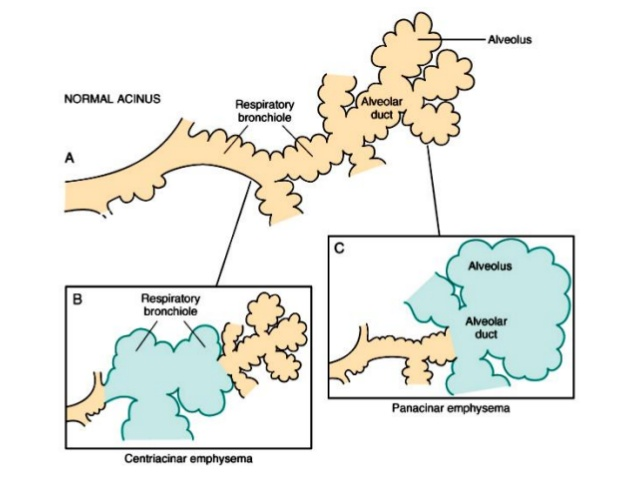 Alveolus
NORMAL ACINUS
Respiratory
bronchiole
Alveolar
duct
A
B
Respiratory
bronchiole
Centriacinar emphysema
C
Alveolus
Alveolar
duct
Panacinar emphysema